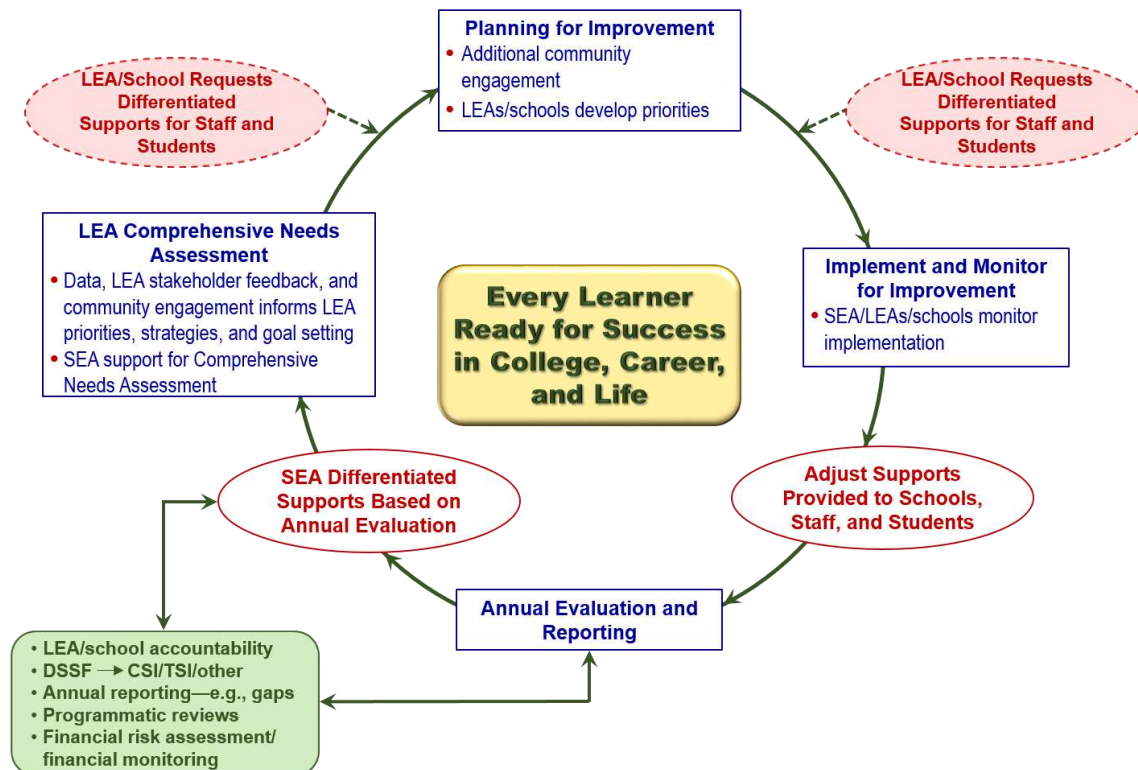 Planning for Improvement
• Additional community
engagement
• LEAs/schools develop priorities
LEA/School Requests
Differentiated
Supports for Staff and
Students
LEA/School Requests
Differentiated
Supports for Staff and
Students
LEA Comprehensive Needs
Assessment
• Data, LEA stakeholder feedback, and
community engagement informs LEA
priorities, strategies, and goal setting
• SEA support for Comprehensive
Needs Assessment
Every Learner
Ready for Success
in College, Career,
and Life
Implement and Monitor
for Improvement
• SEA/LEAs/schools monitor
implementation
SEA Differentiated
Supports Based on
Annual Evaluation
Adjust Supports
Provided to Schools,
Staff, and Students
Annual Evaluation and
Reporting
• LEA/school accountability
• DSSF → CSI/TSI/other
• Annual reporting—e.g., gaps
• Programmatic reviews
• Financial risk assessment/
financial monitoring